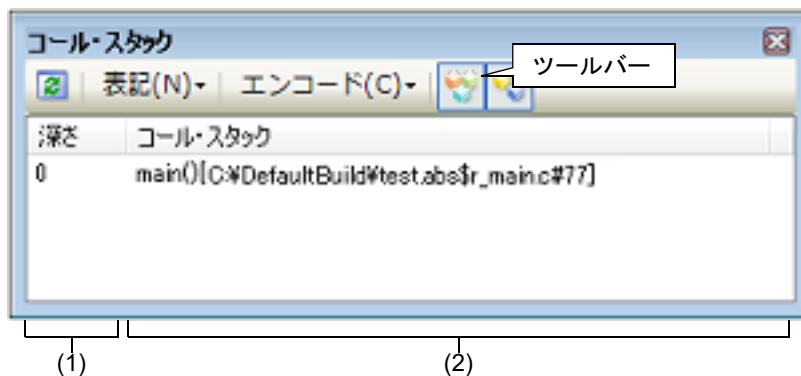 コール・スタック
ツールバー
表記(N)▾ エンコード(C)▾
深さ コール・スタック
0 main()[C:¥DefaultBuild¥test.abs$r_main.c#77]
(1) (2)